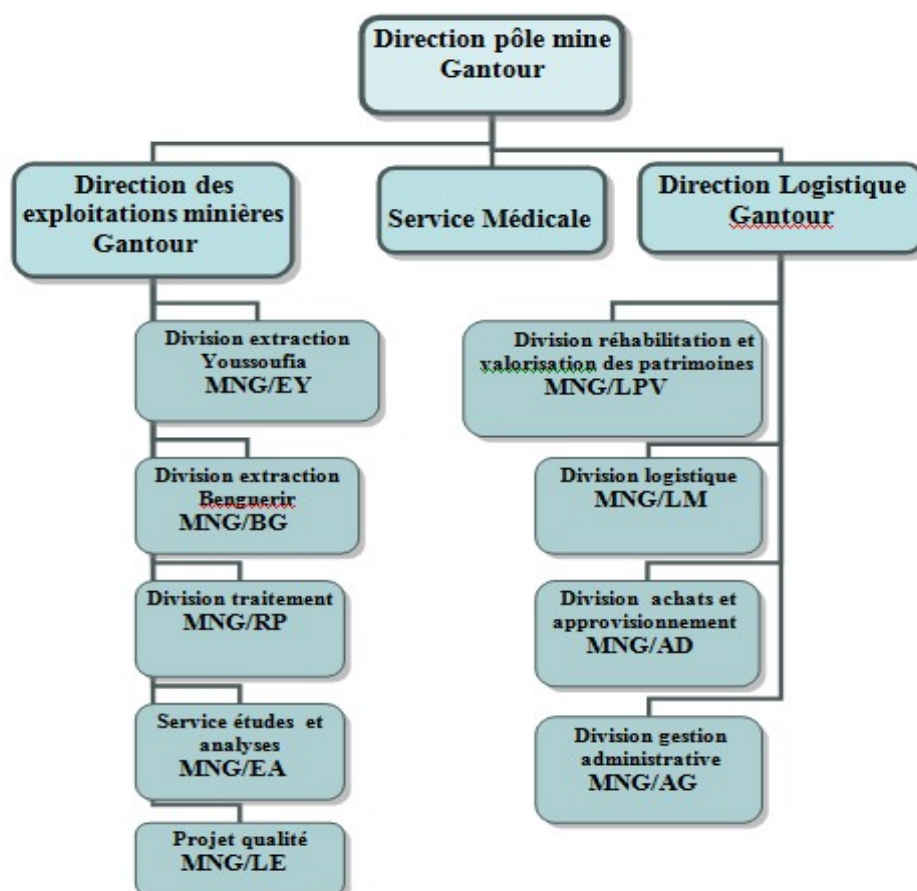 Direction pôle mine
Gantour
Direction des
exploitations minières
Gantour
Service Médicale
Direction Logistique
Gantour
Division extraction
Youssoufia
MNG/EY
Division extraction
Benguerir
MNG/BG
Division traitement
MNG/RP
Service études et
analyses
MNG/EA
Projet qualité
MNG/LE
Division réhabilitation et
valorisation des patrimoines
MNG/LPV
Division logistique
MNG/LM
Division achats et
approvisionnement
MNG/AD
Division gestion
administrative
MNG/AG